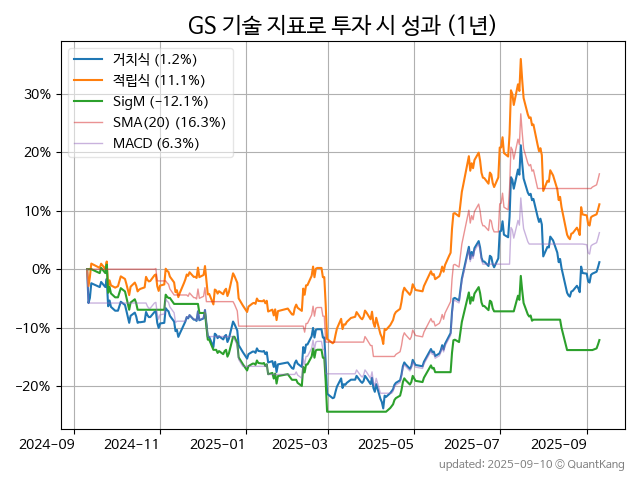 GS 기술 지표로 투자 시 성과 (1년)
거치식 (1.2%)
적립식 (11.1%)
SigM (-12.1%)
SMA(20) (16.3%)
MACD (6.3%)
30%
20%
10%
0%
−10%
−20%
2024-09 2024-11 2025-01 2025-03 2025-05 2025-07 2025-09
updated: 2025-09-10 ⓒ QuantKang